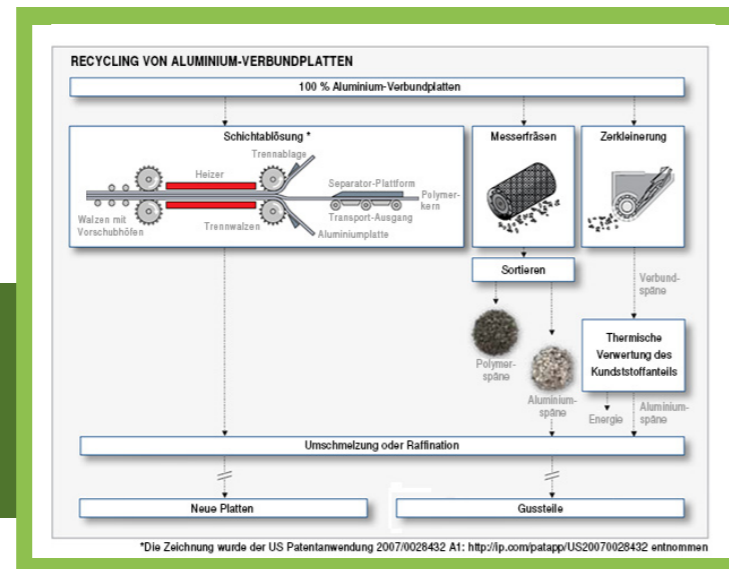 RECYCLING VON ALUMINIUM-VERBUNDPLATTEN
100 % Aluminium-Verbundplatten
Schichtablösung *
Trennablage
Heizer
Separator-Plattform
Polymer-
kern
Walzen mit
Vorschubhöfen
Trennwalzen
Transport-Ausgang
Aluminiumplatte
Messerfräsen
Zerkleinerung
Sortieren
Verbund-
späne
Polymer-
späne
Aluminium-
späne
Thermische
Verwertung des
Kundststoffanteils
Energie
Aluminium-
späne
Umschmelzung oder Raffination
Neue Platten
Gussteile
*Die Zeichnung wurde der US Patentanwendung 2007/0028432 A1: http://ip.com/patapp/US20070028432 entnommen